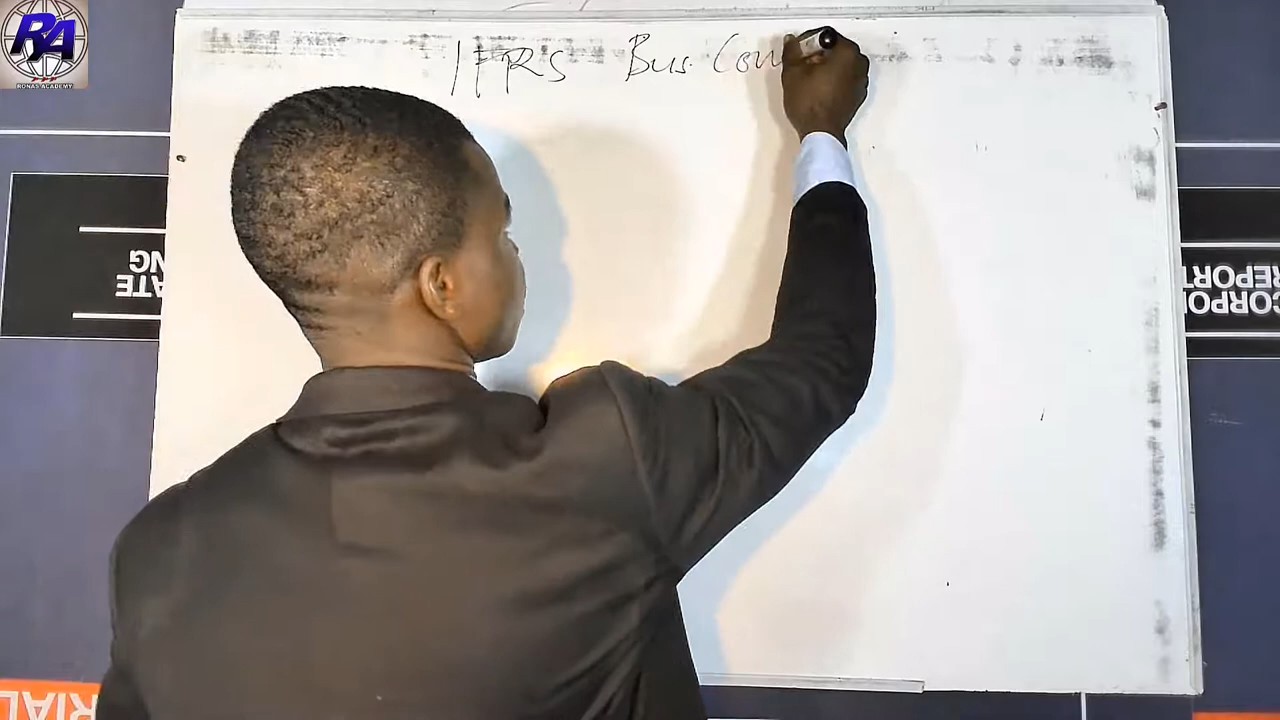 RA
RONAS ACADEMY
IFRS Bus. Com
ATE
NG
CORPO
REPORT
RIAL